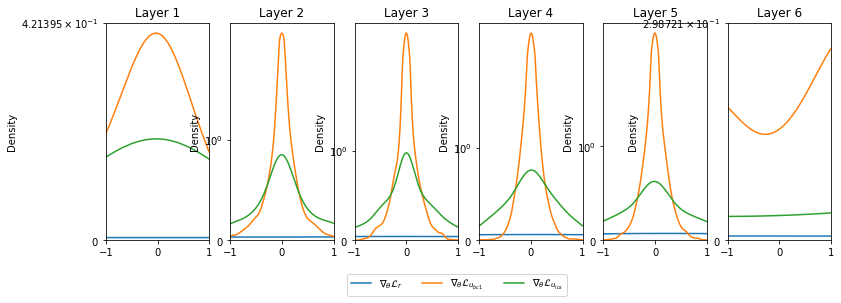 Layer 1 Layer 2 Layer 3 Layer 4 Layer 5 Layer 6
4.21395 × 10⁻¹ 2.98721 × 10⁻¹
Density Density Density Density Density Density
10⁰ 10⁰ 10⁰ 10⁰
0 0 0 0 0 0
−1 0 1 −1 0 1 −1 0 1 −1 0 1 −1 0 1 −1 0 1
∇θℒr ∇θℒu_bc1 ∇θℒu_ics